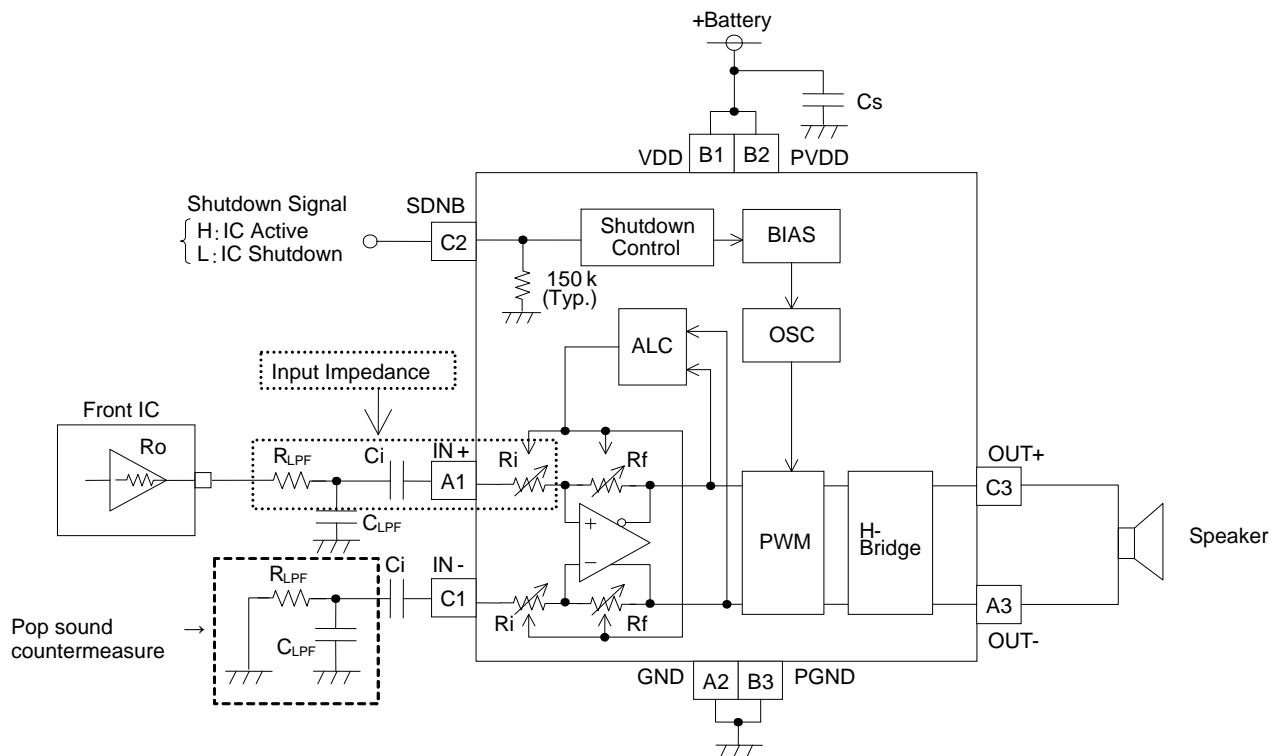 +Battery
Cs
VDD
B1
B2
PVDD
Shutdown Signal
H: IC Active
L: IC Shutdown
SDNB
C2
Shutdown
Control
BIAS
150 k
(Typ.)
ALC
OSC
Input Impedance
Front IC
Ro
RLPF
Ci
IN +
A1
Ri
Rf
CLPF
+
−
PWM
H-
Bridge
OUT+
C3
Speaker
RLPF
Ci
IN -
C1
Ri
Rf
A3
OUT-
Pop sound →
countermeasure
CLPF
GND
A2
B3
PGND